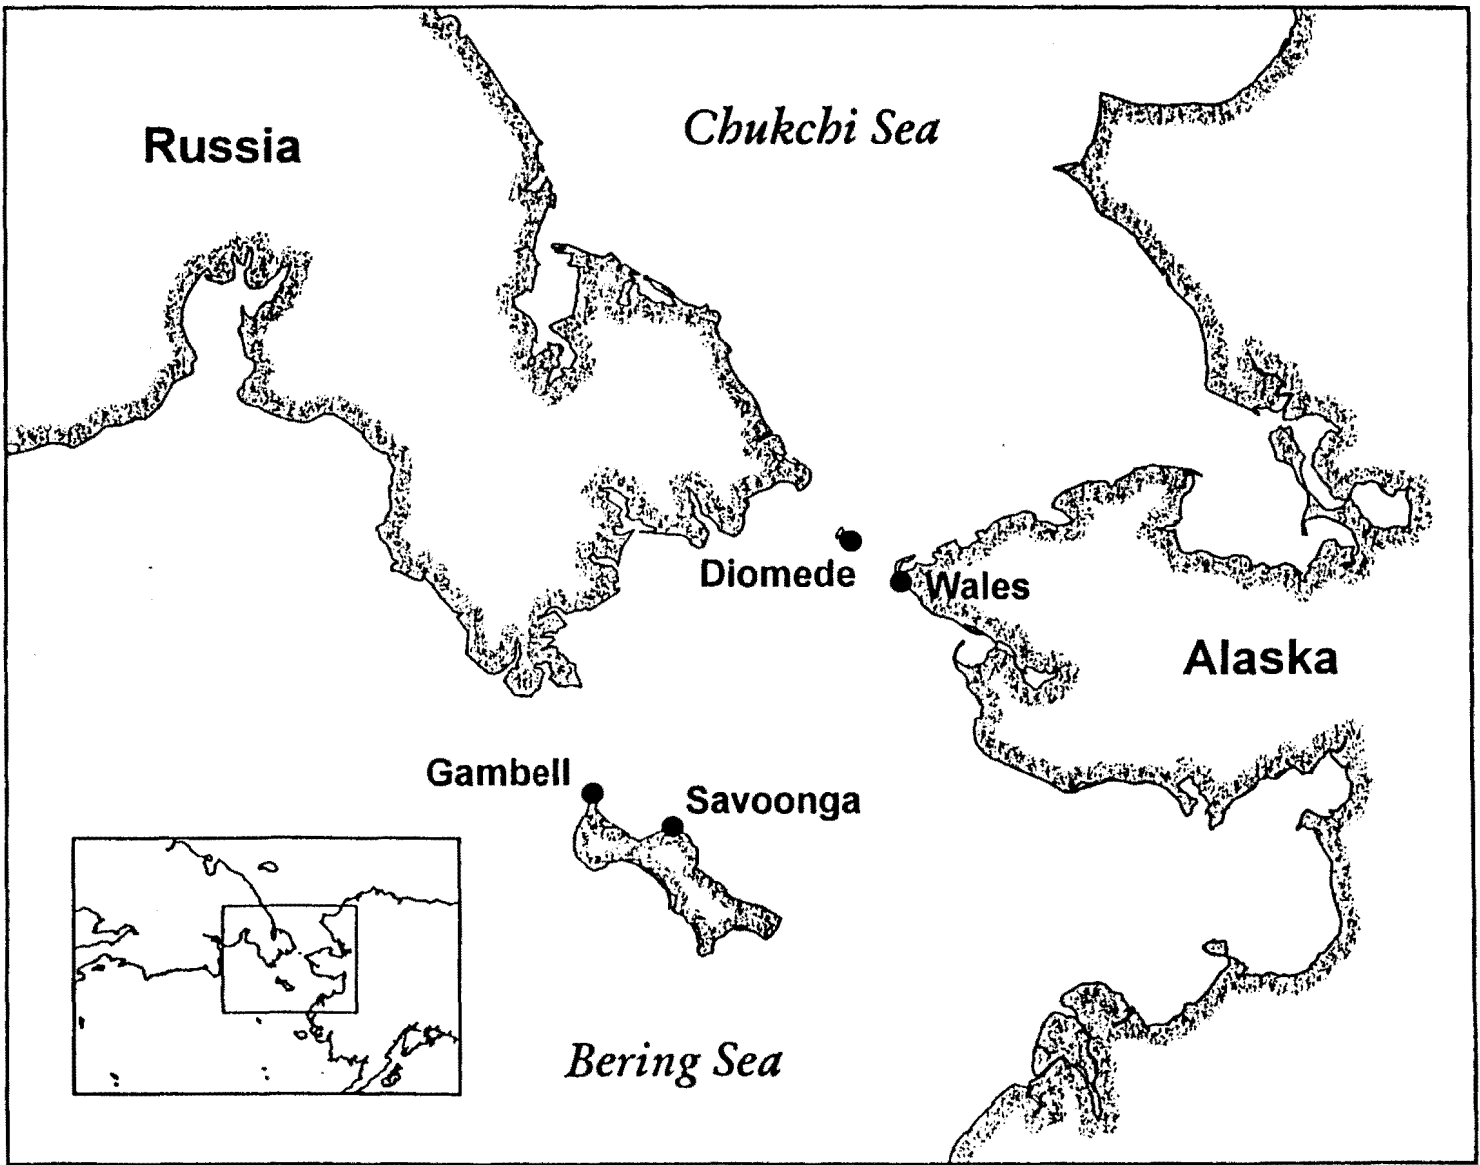 Chukchi Sea
Russia
Diomede
Wales
Alaska
Gambell
Savoonga
Bering Sea